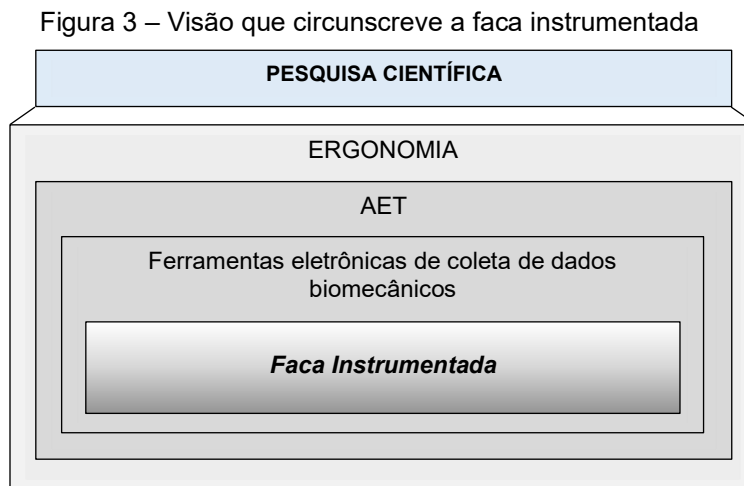 Figura 3 – Visão que circunscreve a faca instrumentada
PESQUISA CIENTÍFICA
ERGONOMIA
AET
Ferramentas eletrônicas de coleta de dados
biomecânicos
Faca Instrumentada